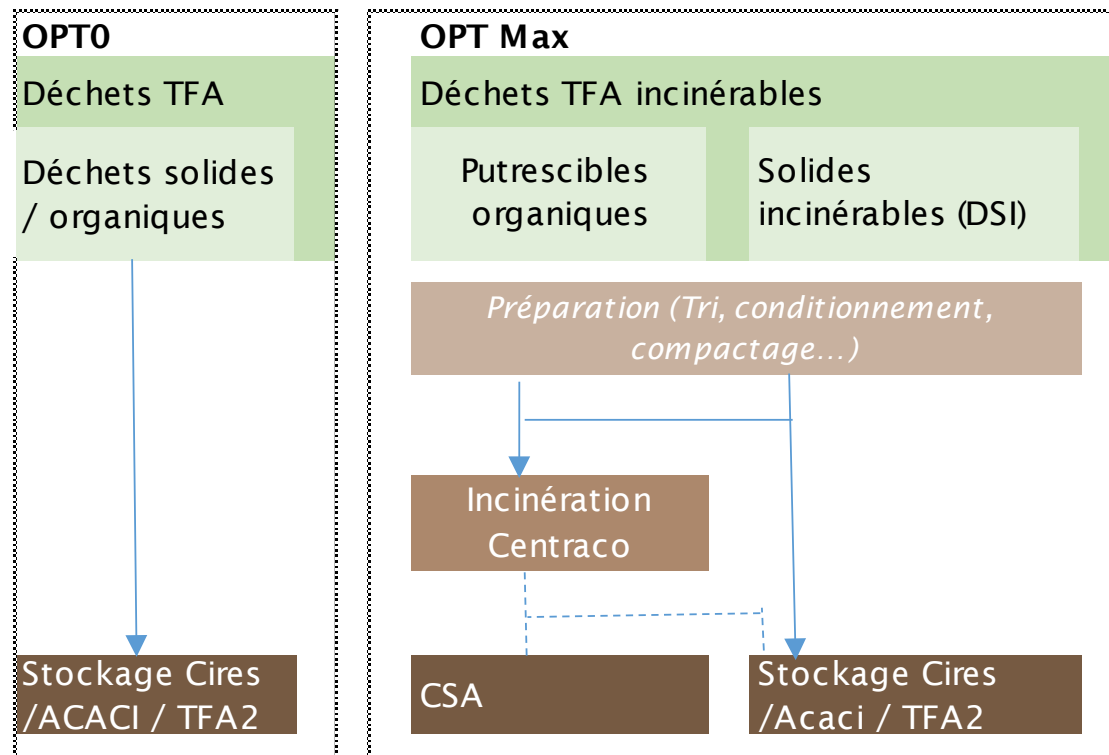 OPT0
Déchets TFA
Déchets solides
/ organiques
Stockage Cires
/ACACI / TFA2
OPT Max
Déchets TFA incinérables
Putrescibles
organiques
Solides
incinérables (DSI)
Préparation (Tri, conditionnement,
compactage…)
Incinération
Centraco
CSA
Stockage Cires
/Acaci / TFA2